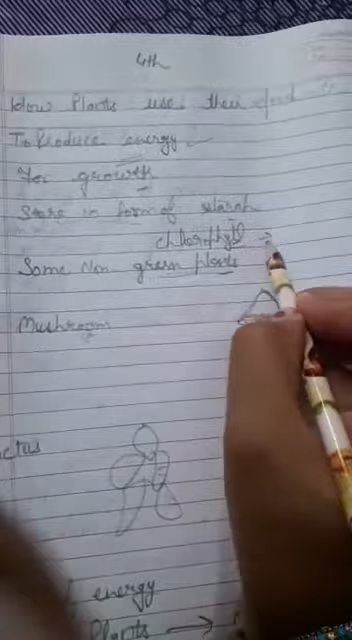 4th
How Plants use their food
To Produce energy
For growth
Store in form of starch
chlorophyll →
Some Non green plants
Mushroom
ctus
energy
Plants →